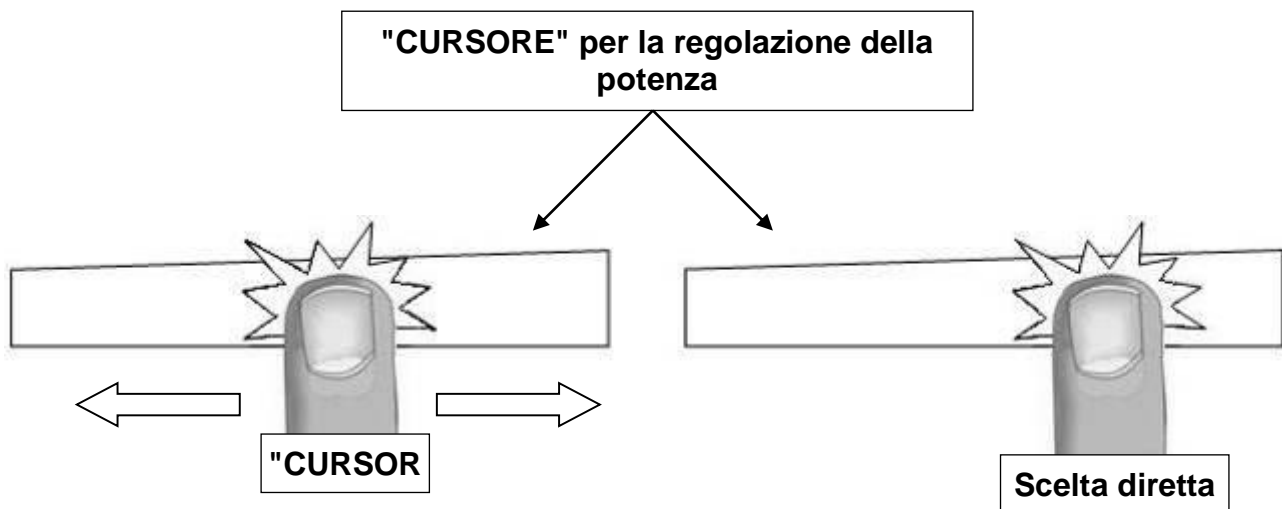 "CURSORE" per la regolazione della
potenza
"CURSOR
Scelta diretta